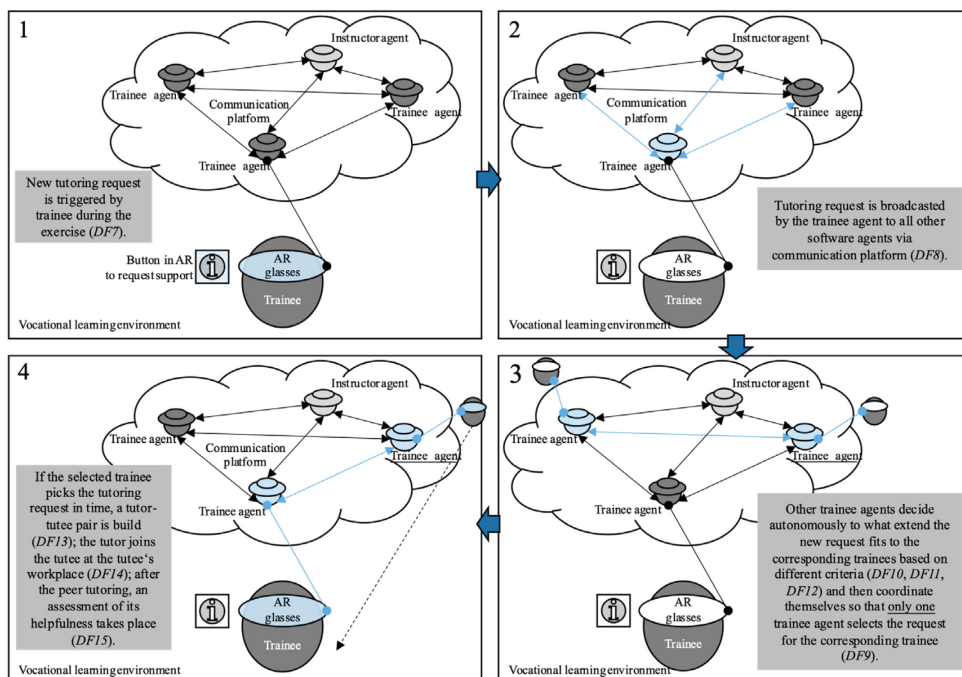 1
Instructor agent
Trainee agent
Communication
platform
Trainee agent
Trainee agent
New tutoring request
is triggered by
trainee during the
exercise (DF7).
Button in AR
to request support
i
AR
glasses
Trainee
Vocational learning environment
2
Instructor agent
Trainee agent
Communication
platform
Trainee agent
Trainee agent
Tutoring request is broadcasted
by the trainee agent to all other
software agents via
communication platform (DF8).
i
AR
glasses
Trainee
Vocational learning environment
4
Instructor agent
Trainee agent
Communication
platform
Trainee agent
Trainee agent
If the selected trainee
picks the tutoring
request in time, a tutor-
tutee pair is build
(DF13); the tutor joins
the tutee at the tutee's
workplace (DF14); after
the peer tutoring, an
assessment of its
helpfulness takes place
(DF15).
i
AR
glasses
Trainee
Vocational learning environment
3
Instructor agent
Trainee agent
Trainee agent
Trainee agent
Other trainee agents decide
autonomously to what extend the
new request fits to the
corresponding trainees based on
different criteria (DF10, DF11,
DF12) and then coordinate
themselves so that only one
trainee agent selects the request
for the corresponding trainee
(DF9).
i
AR
glasses
Trainee
Vocational learning environment